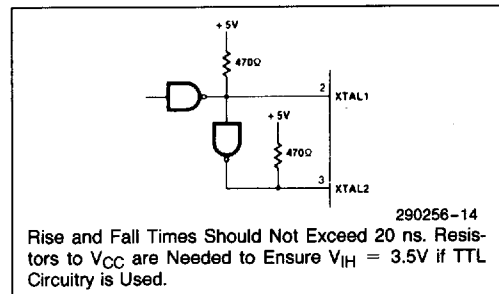 +5V
470Ω
2
XTAL1
+5V
470Ω
3
XTAL2
290256-14
Rise and Fall Times Should Not Exceed 20 ns. Resis-
tors to VCC are Needed to Ensure VIH = 3.5V if TTL
Circuitry is Used.